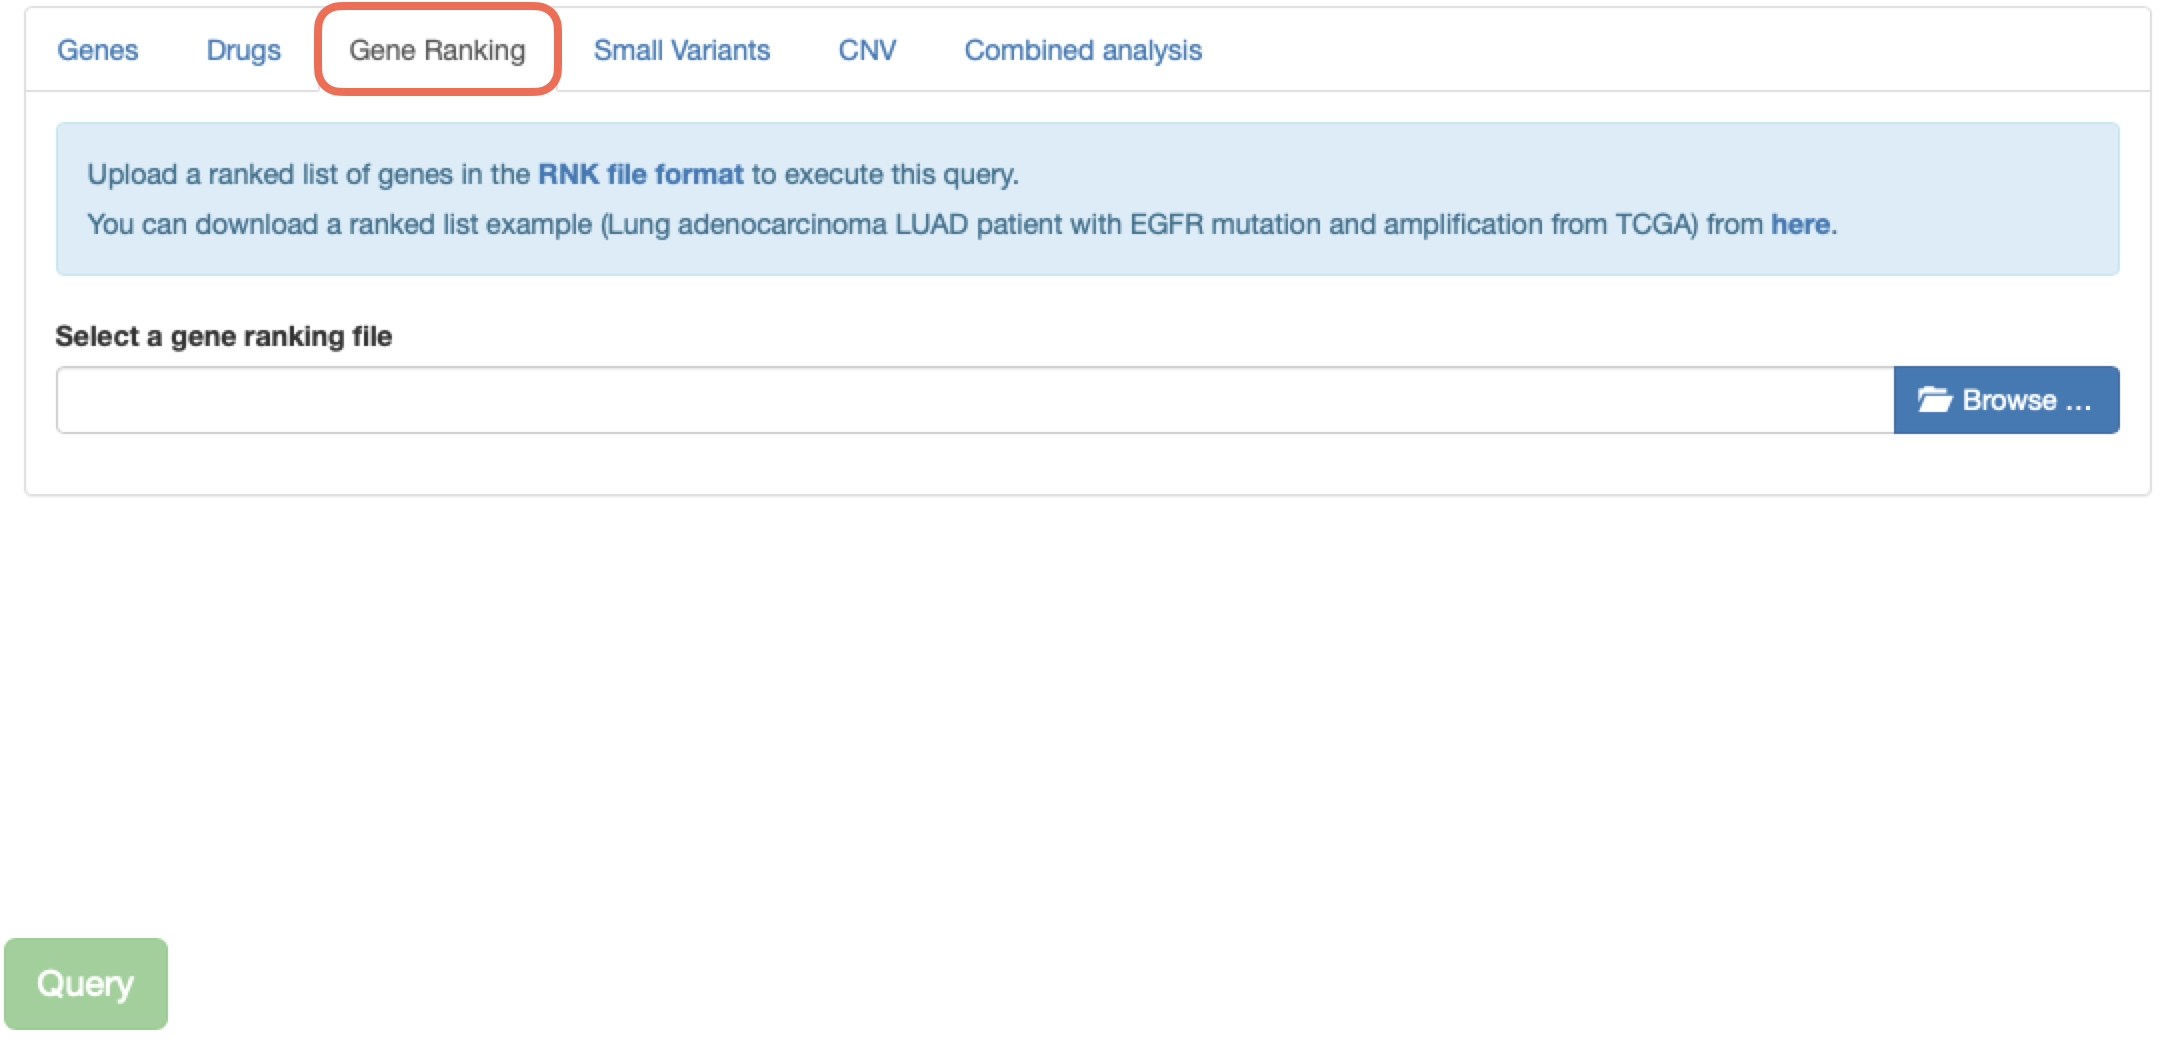 Genes Drugs Gene Ranking Small Variants CNV Combined analysis
Upload a ranked list of genes in the RNK file format to execute this query.
You can download a ranked list example (Lung adenocarcinoma LUAD patient with EGFR mutation and amplification from TCGA) from here.
Select a gene ranking file
Browse ...
Query